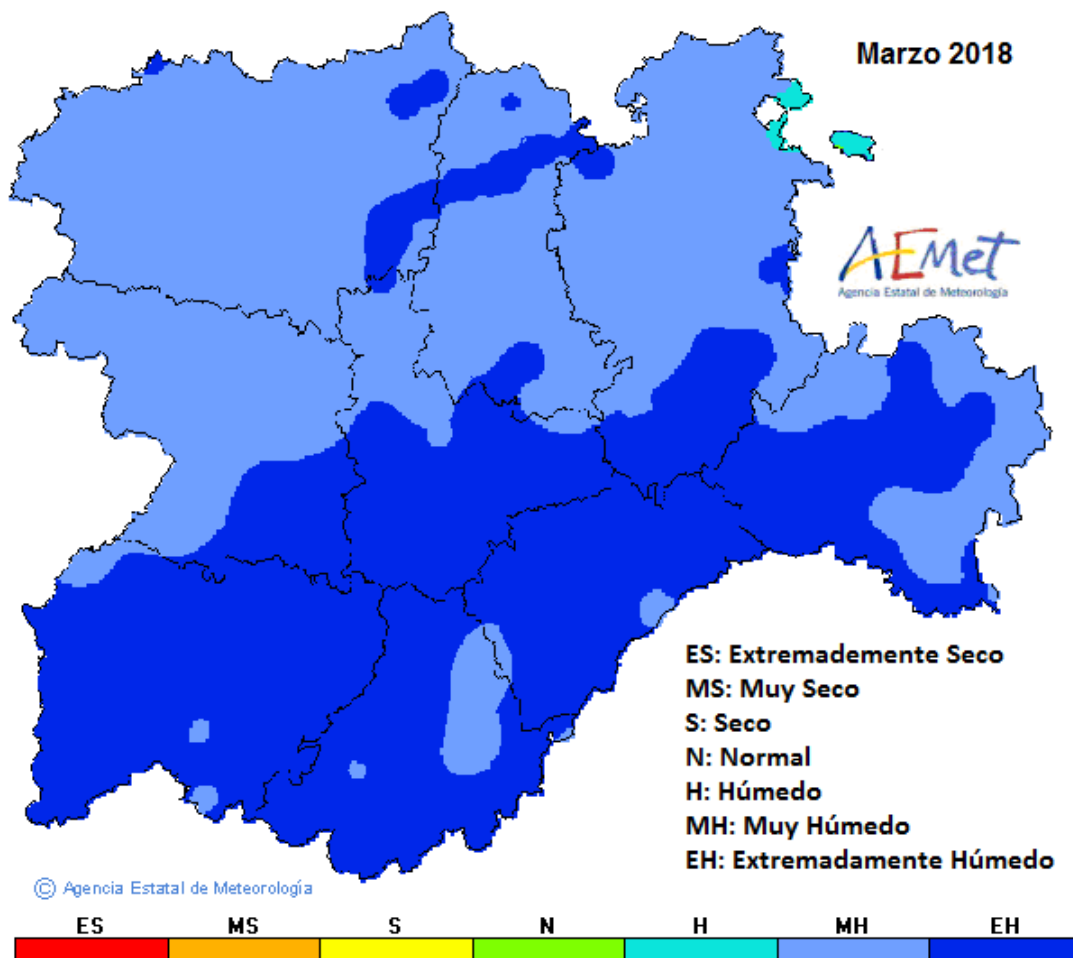 Marzo 2018
AEmet
Agencia Estatal de Meteorología
ES: Extremademente Seco
MS: Muy Seco
S: Seco
N: Normal
H: Húmedo
MH: Muy Húmedo
EH: Extremadamente Húmedo
© Agencia Estatal de Meteorología
ES MS S N H MH EH